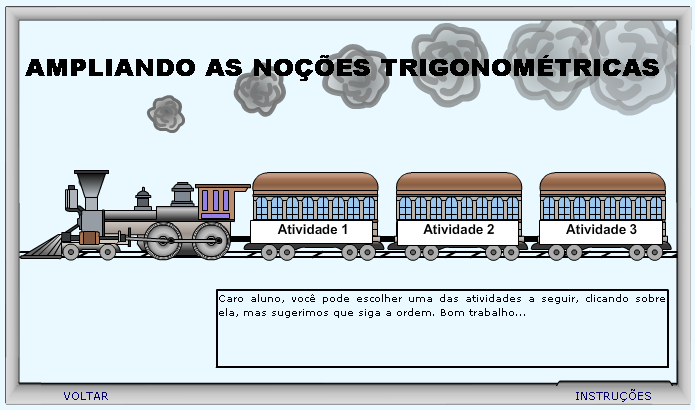 AMPLIANDO AS NOÇÕES TRIGONOMÉTRICAS
Atividade 1
Atividade 2
Atividade 3
Caro aluno, você pode escolher uma das atividades a seguir, clicando sobre
ela, mas sugerimos que siga a ordem. Bom trabalho...
VOLTAR
INSTRUÇÕES